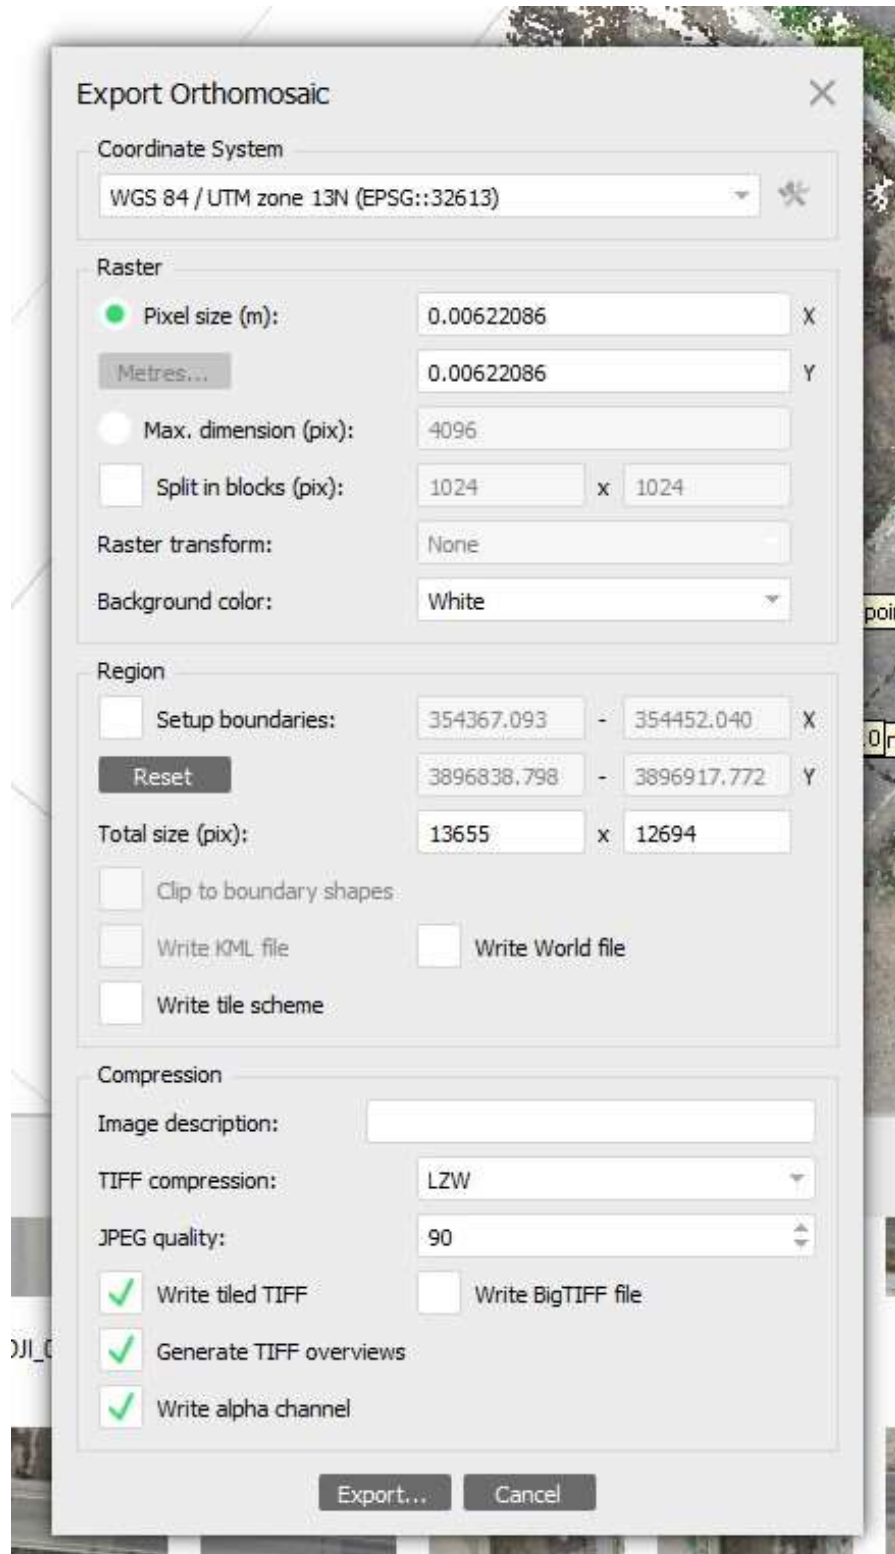 Export Orthomosaic
Coordinate System
WGS 84 / UTM zone 13N (EPSG::32613)
Raster
Pixel size (m): 0.00622086 X
Metres... 0.00622086 Y
Max. dimension (pix): 4096
Split in blocks (pix): 1024 x 1024
Raster transform: None
Background color: White
poi
Region
Setup boundaries: 354367.093 - 354452.040 X
0
Reset 3896838.798 - 3896917.772 Y
Total size (pix): 13655 x 12694
Clip to boundary shapes
Write KML file Write World file
Write tile scheme
Compression
Image description:
TIFF compression: LZW
JPEG quality: 90
Write tiled TIFF Write BigTIFF file
Generate TIFF overviews
Write alpha channel
Export... Cancel